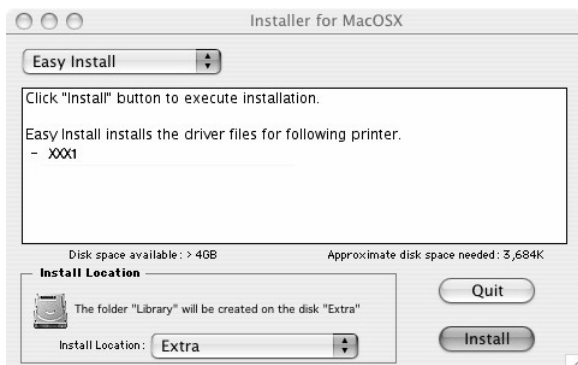 Installer for MacOSX
Easy Install
Click "Install" button to execute installation.
Easy Install installs the driver files for following printer.
- XXX1
Disk space available: > 4GB Approximate disk space needed: 3,684K
Install Location
The folder "Library" will be created on the disk "Extra"
Quit
Install Location: Extra
Install